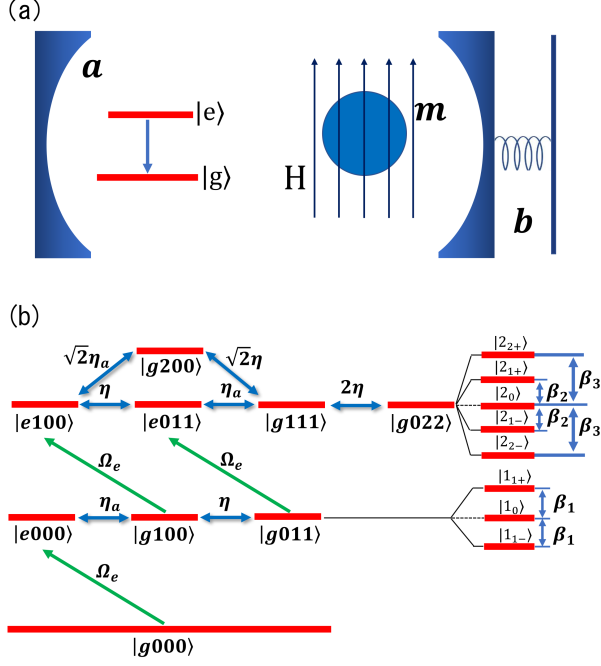 (a)
a
|e⟩
|g⟩
H
m
b
(b)
√2η_a
|g200⟩
√2η
|e100⟩
η
|e011⟩
η_a
|g111⟩
2η
|g022⟩
|2_{2+}⟩
|2_{1+}⟩
|2_0⟩
|2_{1−}⟩
|2_{2−}⟩
β_2
β_2
β_3
β_3
Ω_e
Ω_e
|e000⟩
η_a
|g100⟩
η
|g011⟩
|1_{1+}⟩
|1_0⟩
|1_{1−}⟩
β_1
β_1
Ω_e
|g000⟩